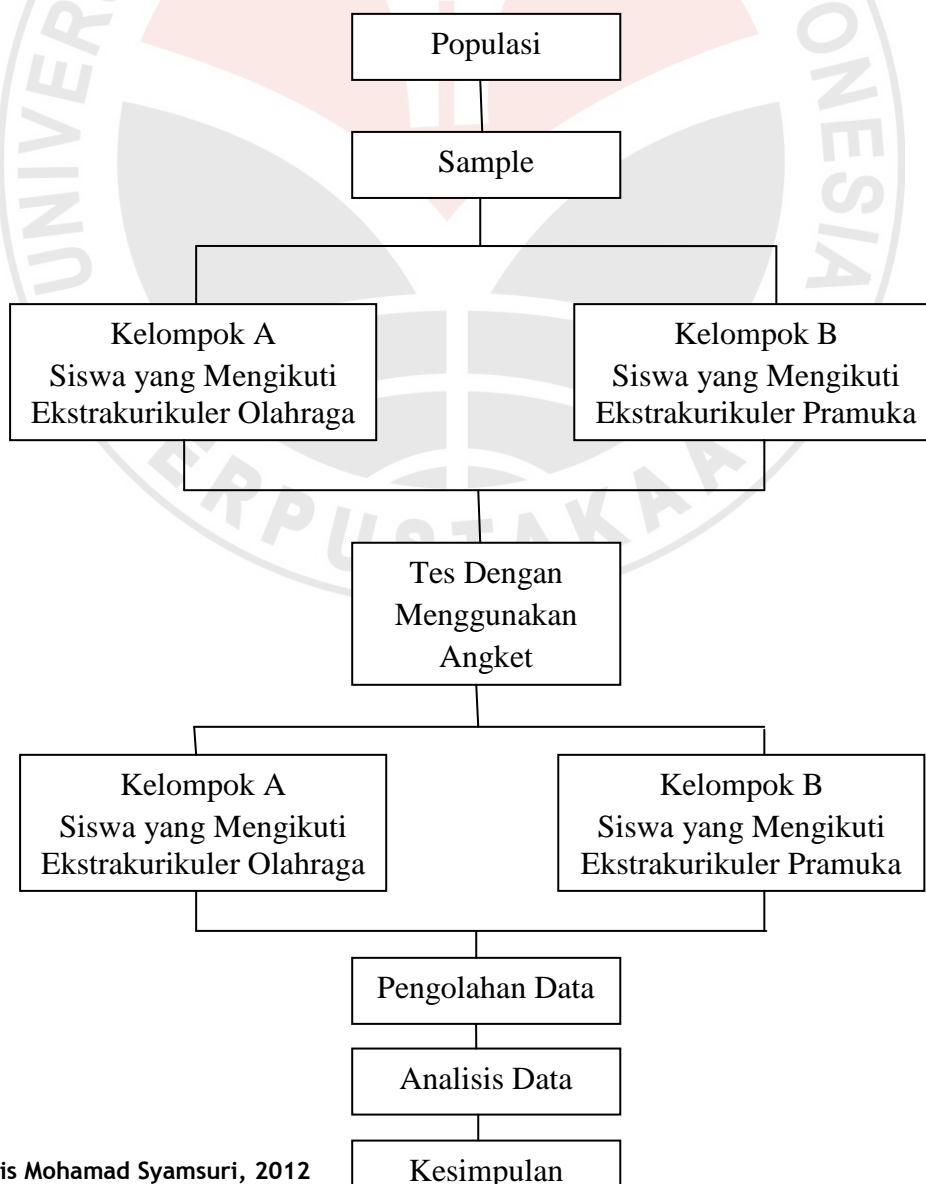 Populasi
Sample
Kelompok A
Siswa yang Mengikuti
Ekstrakurikuler Olahraga
Kelompok B
Siswa yang Mengikuti
Ekstrakurikuler Pramuka
Tes Dengan
Menggunakan
Angket
Kelompok A
Siswa yang Mengikuti
Ekstrakurikuler Olahraga
Kelompok B
Siswa yang Mengikuti
Ekstrakurikuler Pramuka
Pengolahan Data
Analisis Data
Kesimpulan
Mohamad Syamsuri, 2012